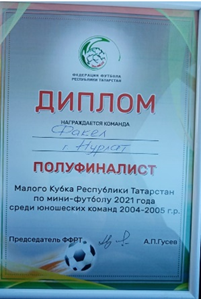 ФЕДЕРАЦИЯ ФУТЗАЛА
РЕСПУБЛИКИ ТАТАРСТАН
ДИПЛОМ
НАГРАЖДАЕТСЯ КОМАНДА
Факел
г. Нурлат
ПОЛУФИНАЛИСТ
Малого Кубка Республики Татарстан
по мини-футболу 2021 года
среди юношеских команд 2004-2005 г.р.
Председатель ФФРТ А.П.Гусев